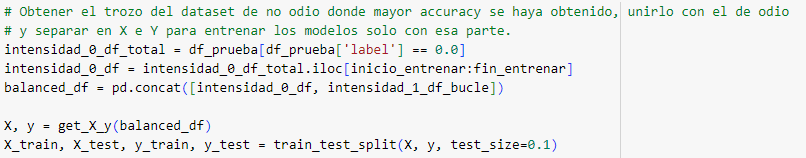 # Obtener el trozo del dataset de no odio donde mayor accuracy se haya obtenido, unirlo con el de odio
# y separar en X e Y para entrenar los modelos solo con esa parte.
intensidad_0_df_total = df_prueba[df_prueba['label'] == 0.0]
intensidad_0_df = intensidad_0_df_total.iloc[inicio_entrenar:fin_entrenar]
balanced_df = pd.concat([intensidad_0_df, intensidad_1_df_bucle])
X, y = get_X_y(balanced_df)
X_train, X_test, y_train, y_test = train_test_split(X, y, test_size=0.1)